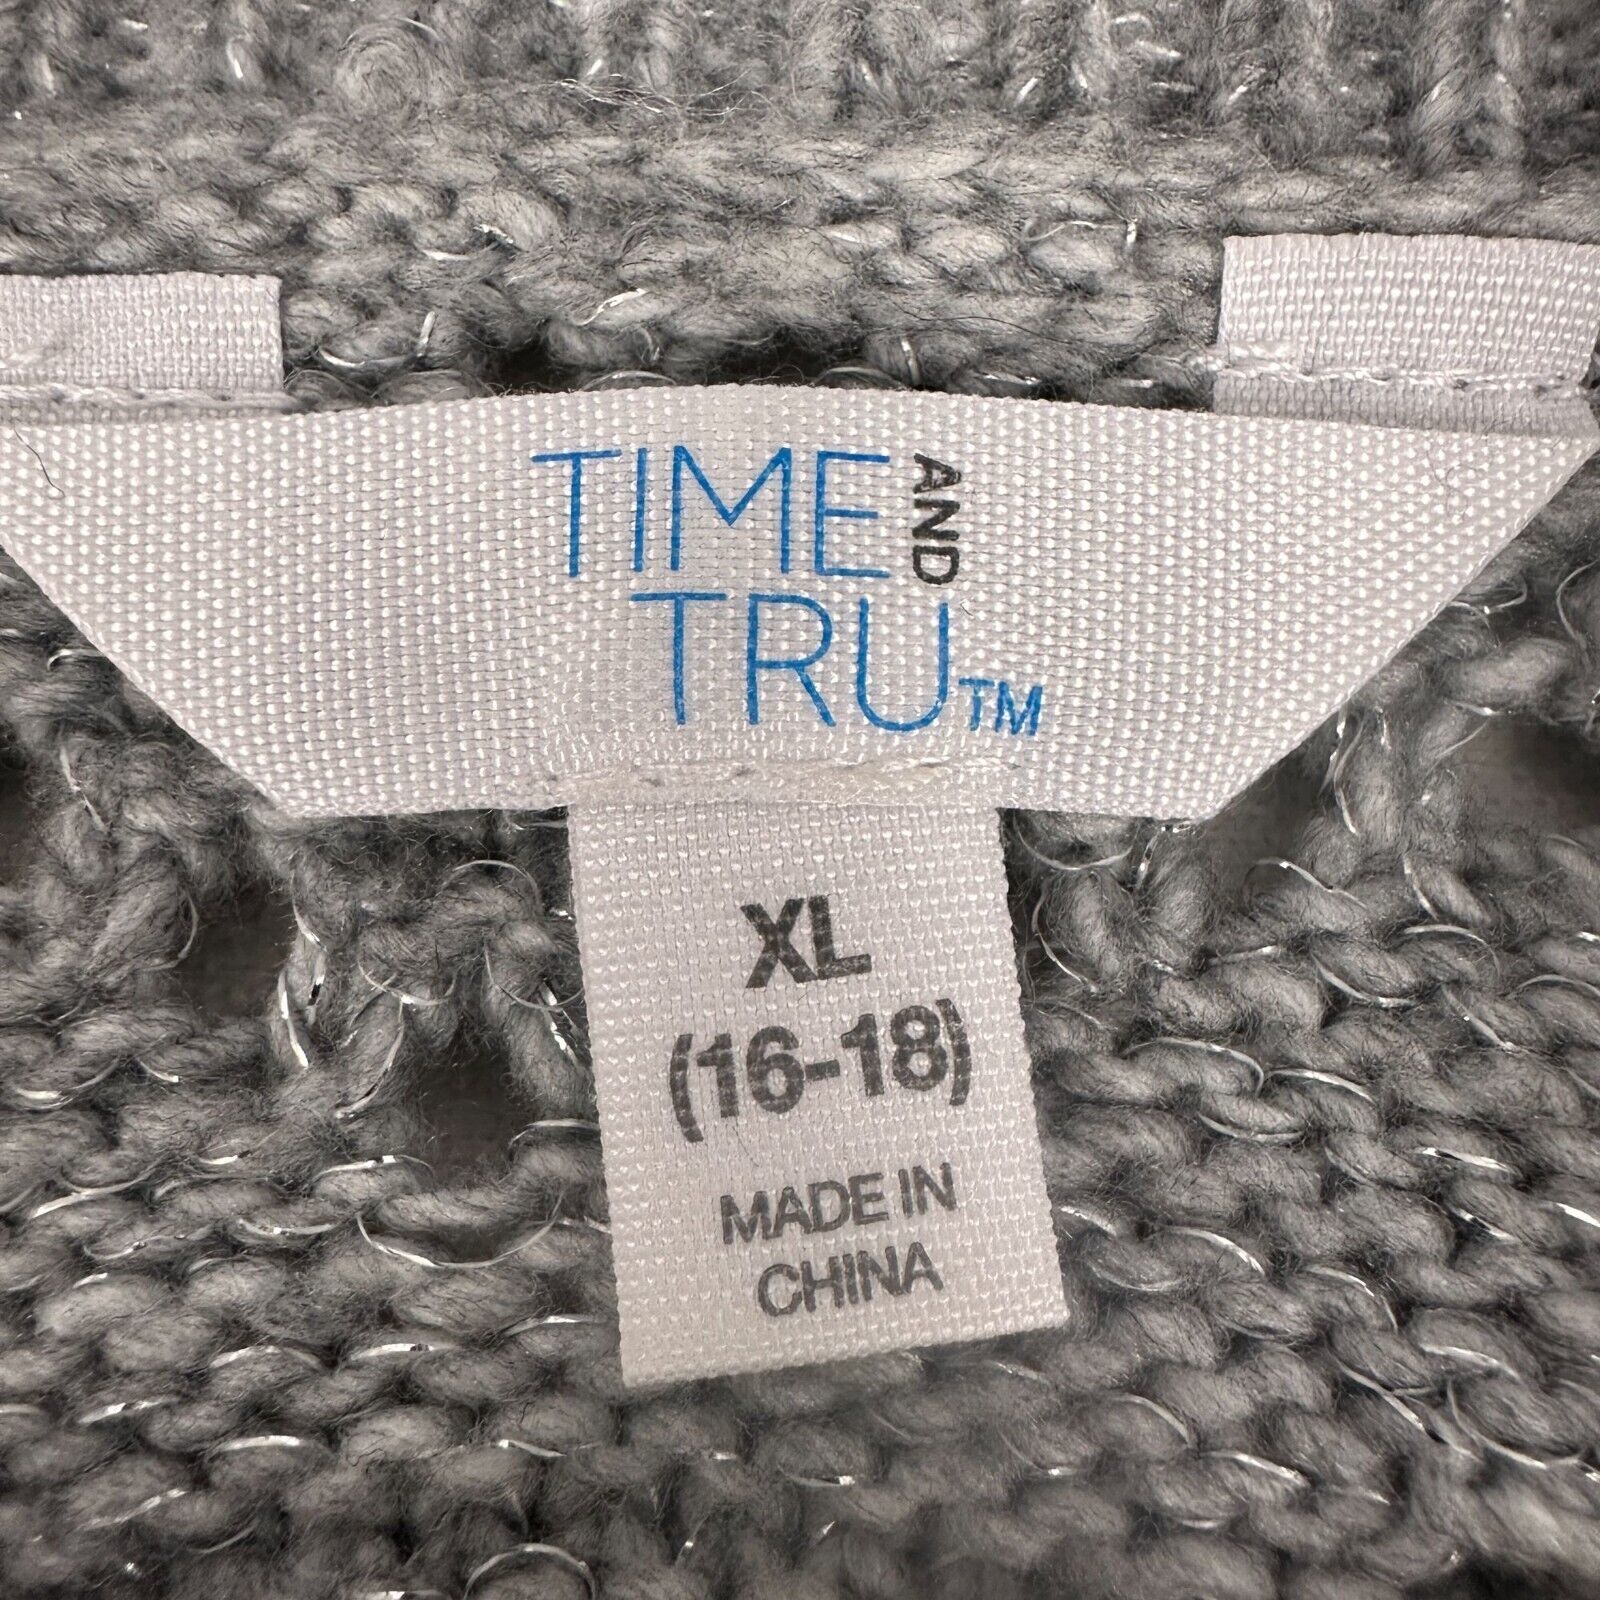 TIME AND
TRU™
XL
(16-18)
MADE IN
CHINA